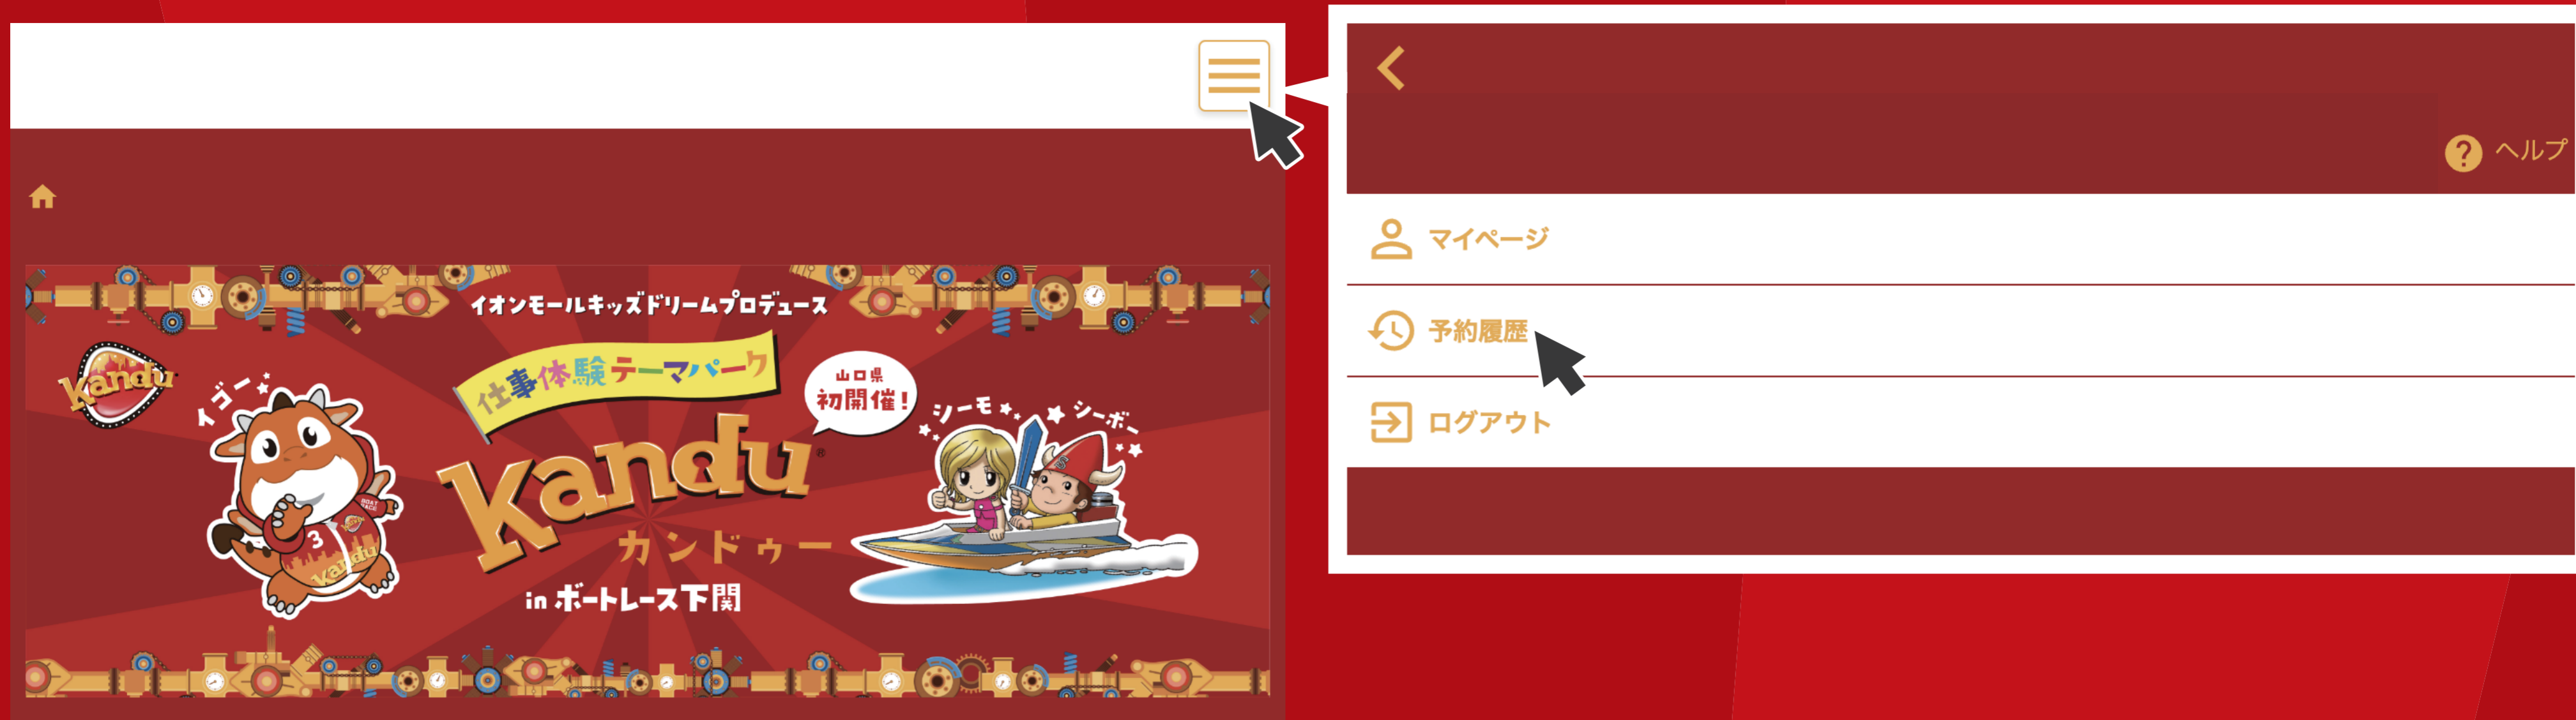 イオンモールキッズドリームプロデュース
仕事体験テーマパーク
山口県
初開催!
Kandu
イゴー
シーモ
シーボー
Kandu®
カンドゥー
in ボートレース下関
BOAT
RACE
3
Kandu
S
ヘルプ
マイページ
予約履歴
ログアウト